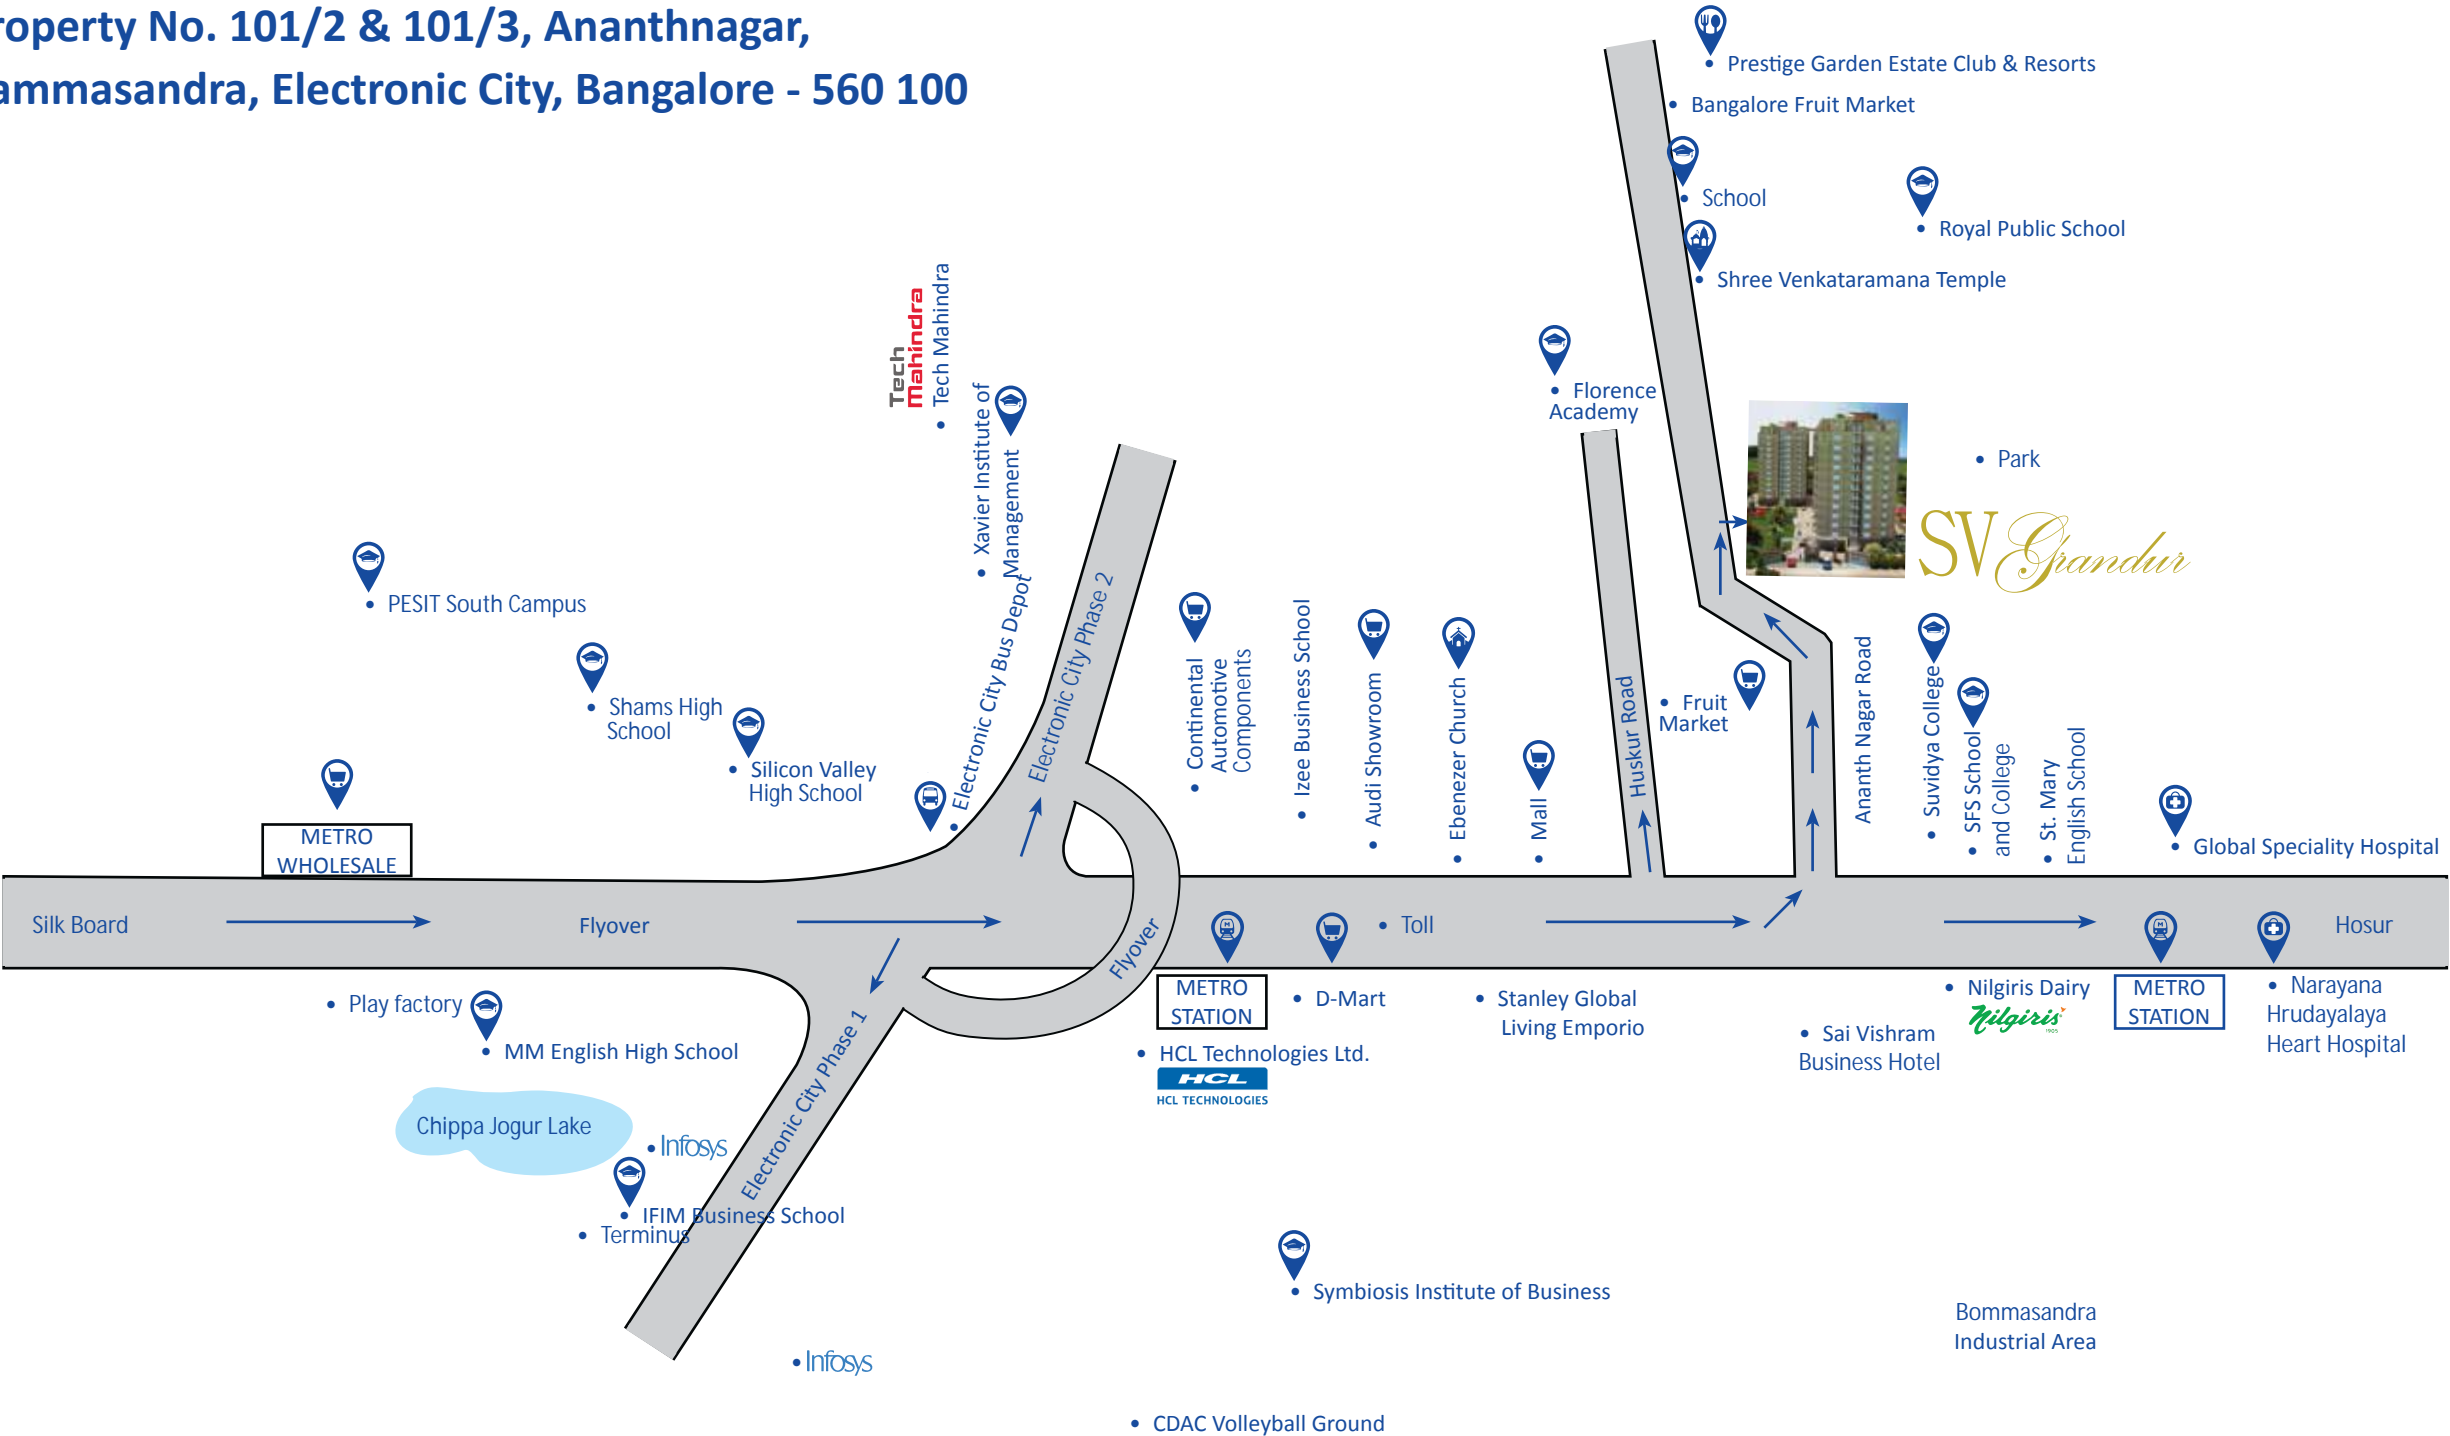 roperty No. 101/2 & 101/3, Ananthnagar,
ammasandra, Electronic City, Bangalore - 560 100
• Prestige Garden Estate Club & Resorts
• Bangalore Fruit Market
• School
• Royal Public School
• Shree Venkataramana Temple
Tech
Mahindra
• Tech Mahindra
• Xavier Institute of
Management
• Florence
Academy
• Park
SV Grandur
• PESIT South Campus
• Shams High
School
• Silicon Valley
High School
• Electronic City Bus Depot
Electronic City Phase 2
• Continental
Automotive
Components
• Izee Business School
• Audi Showroom
• Ebenezer Church
• Mall
Huskur Road
• Fruit
Market
Ananth Nagar Road
• Suvidya College
• SFS School
and College
• St. Mary
English School
• Global Speciality Hospital
METRO
WHOLESALE
Silk Board
Flyover
Flyover
• Toll
Hosur
M
M
METRO
STATION
• D-Mart
• Stanley Global
Living Emporio
• Nilgiris Dairy
Nilgiris
1905
METRO
STATION
• Narayana
Hrudayalaya
Heart Hospital
• Sai Vishram
Business Hotel
• Play factory
• MM English High School
Electronic City Phase 1
• HCL Technologies Ltd.
HCL
HCL TECHNOLOGIES
Chippa Jogur Lake
• Infosys
• IFIM Business School
• Terminus
• Symbiosis Institute of Business
Bommasandra
Industrial Area
• Infosys
• CDAC Volleyball Ground